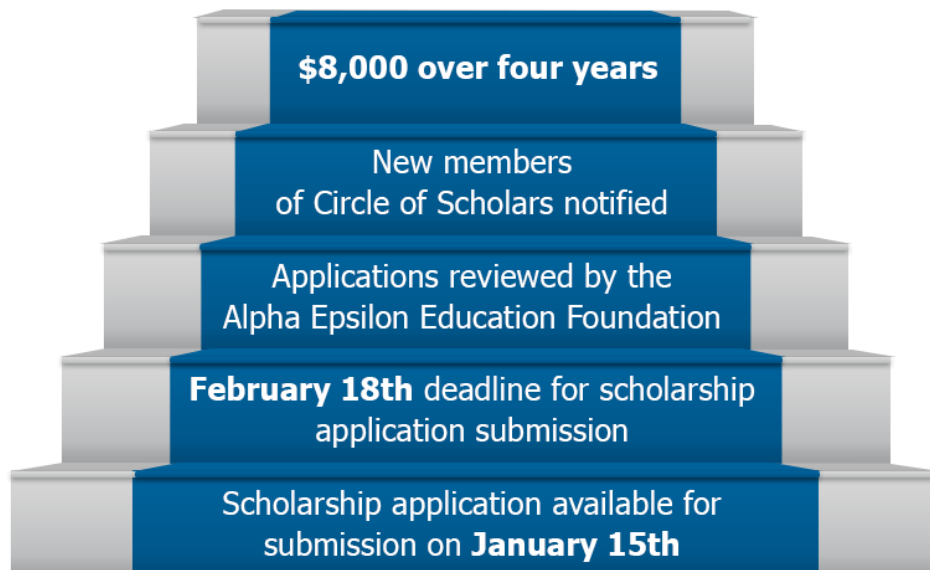 $8,000 over four years
New members
of Circle of Scholars notified
Applications reviewed by the
Alpha Epsilon Education Foundation
February 18th deadline for scholarship
application submission
Scholarship application available for
submission on January 15th